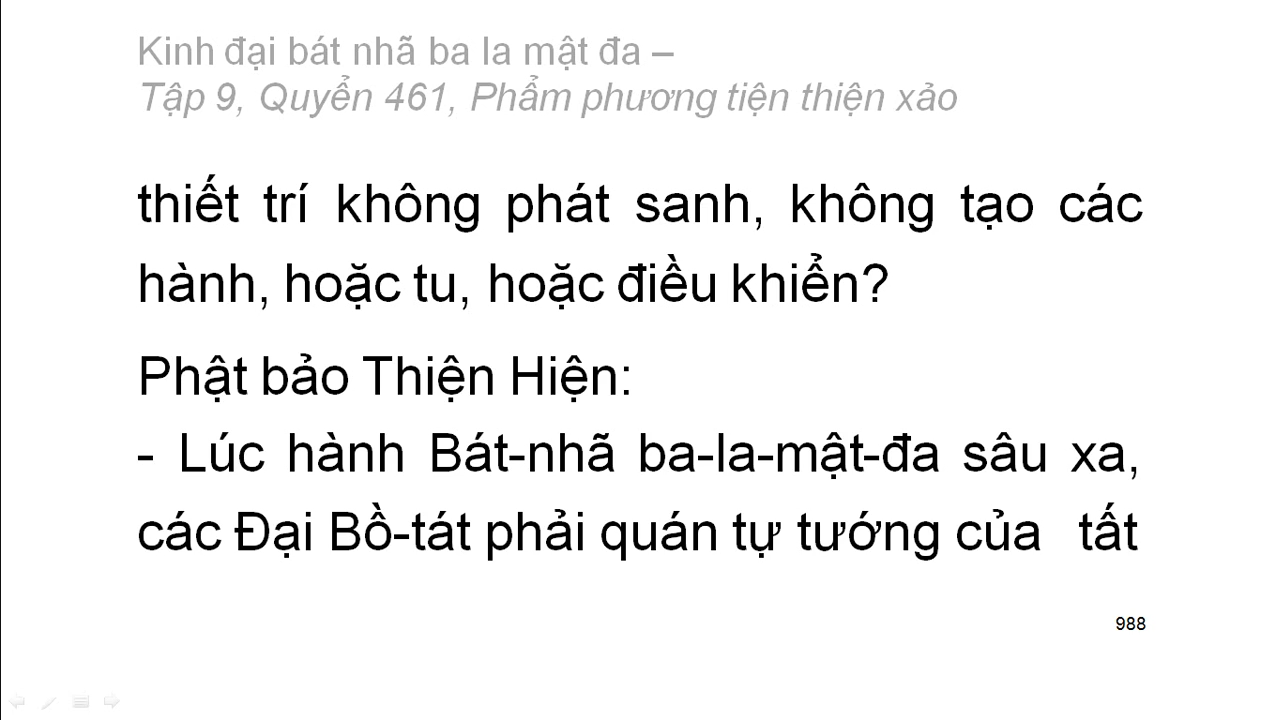 Kinh đại bát nhã ba la mật đa –
Tập 9, Quyển 461, Phẩm phương tiện thiện xảo
thiết trí không phát sanh, không tạo các
hành, hoặc tu, hoặc điều khiển?
Phật bảo Thiện Hiện:
- Lúc hành Bát-nhã ba-la-mật-đa sâu xa,
các Đại Bồ-tát phải quán tự tướng của tất
988